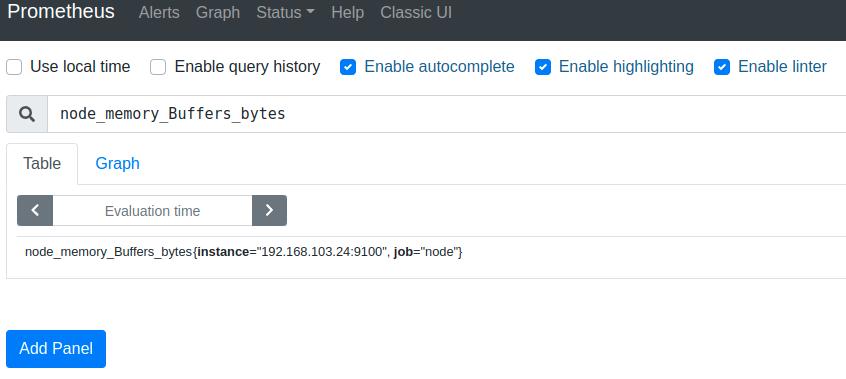 Prometheus Alerts Graph Status Help Classic UI
Use local time Enable query history Enable autocomplete Enable highlighting Enable linter
node_memory_Buffers_bytes
Table Graph
Evaluation time
node_memory_Buffers_bytes{instance="192.168.103.24:9100", job="node"}
Add Panel